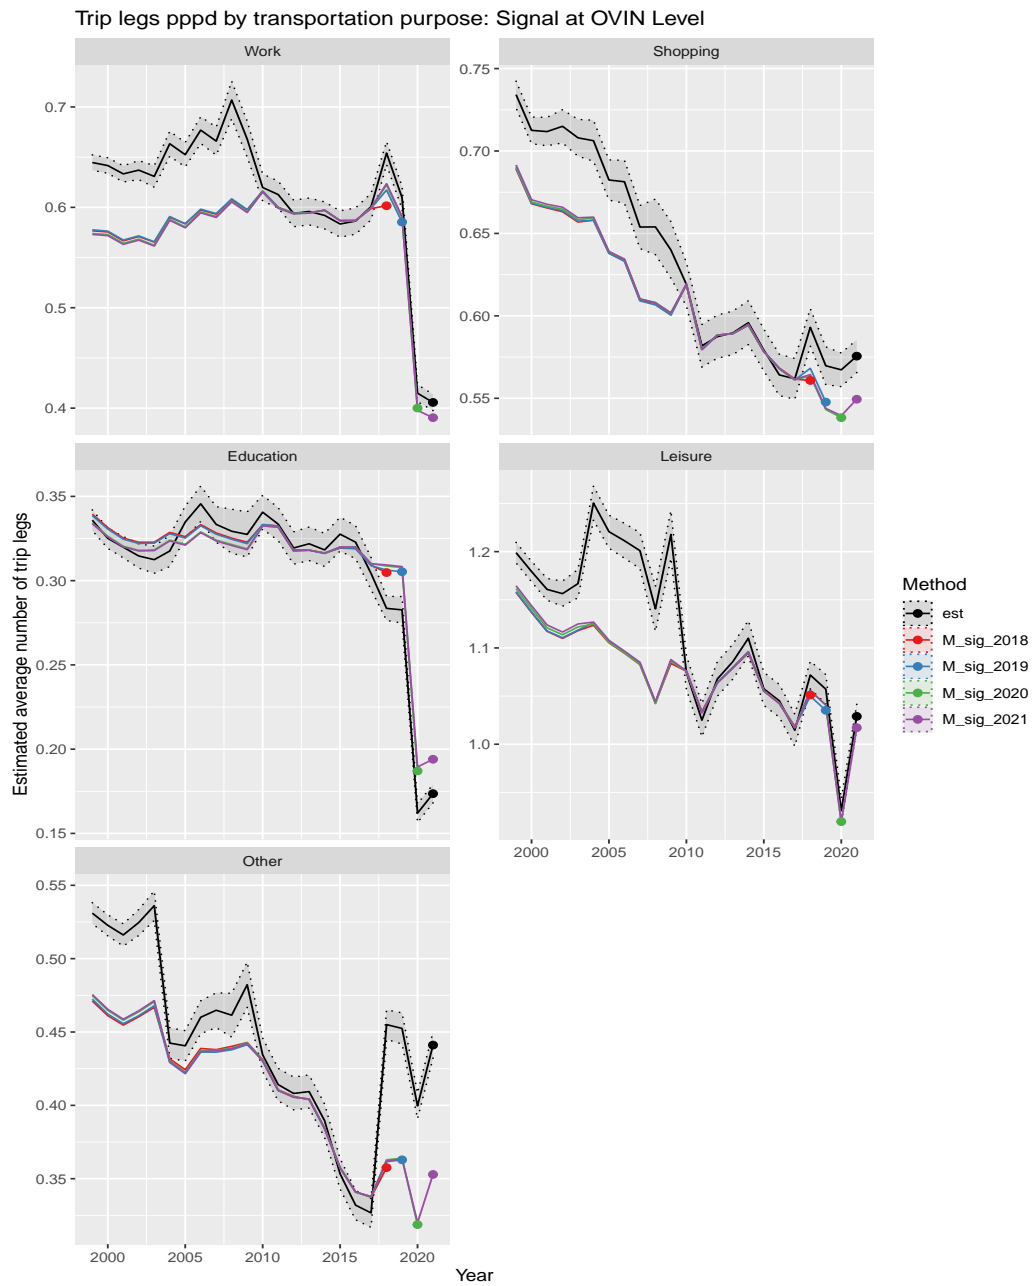 Trip legs pppd by transportation purpose: Signal at OVIN Level
Work
0.7
0.6
0.5
0.4
Shopping
0.75
0.70
0.65
0.60
0.55
Education
0.35
0.30
0.25
0.20
0.15
Leisure
1.2
1.1
1.0
2000
2005
2010
2015
2020
Other
0.55
0.50
0.45
0.40
0.35
2000
2005
2010
2015
2020
Estimated average number of trip legs
Year
Method
est
M_sig_2018
M_sig_2019
M_sig_2020
M_sig_2021